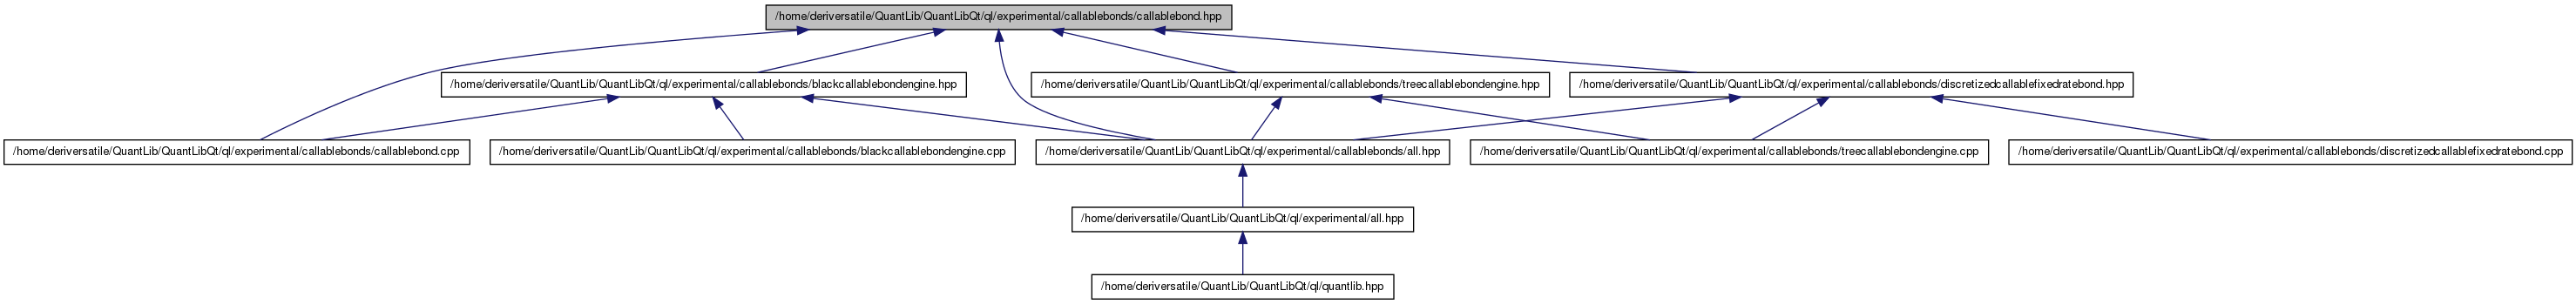 /home/deriversatile/QuantLib/QuantLibQt/ql/experimental/callablebonds/callablebond.hpp
/home/deriversatile/QuantLib/QuantLibQt/ql/experimental/callablebonds/blackcallablebondengine.hpp
/home/deriversatile/QuantLib/QuantLibQt/ql/experimental/callablebonds/treecallablebondengine.hpp
/home/deriversatile/QuantLib/QuantLibQt/ql/experimental/callablebonds/discretizedcallablefixedratebond.hpp
/home/deriversatile/QuantLib/QuantLibQt/ql/experimental/callablebonds/callablebond.cpp
/home/deriversatile/QuantLib/QuantLibQt/ql/experimental/callablebonds/blackcallablebondengine.cpp
/home/deriversatile/QuantLib/QuantLibQt/ql/experimental/callablebonds/all.hpp
/home/deriversatile/QuantLib/QuantLibQt/ql/experimental/callablebonds/treecallablebondengine.cpp
/home/deriversatile/QuantLib/QuantLibQt/ql/experimental/callablebonds/discretizedcallablefixedratebond.cpp
/home/deriversatile/QuantLib/QuantLibQt/ql/experimental/all.hpp
/home/deriversatile/QuantLib/QuantLibQt/ql/quantlib.hpp